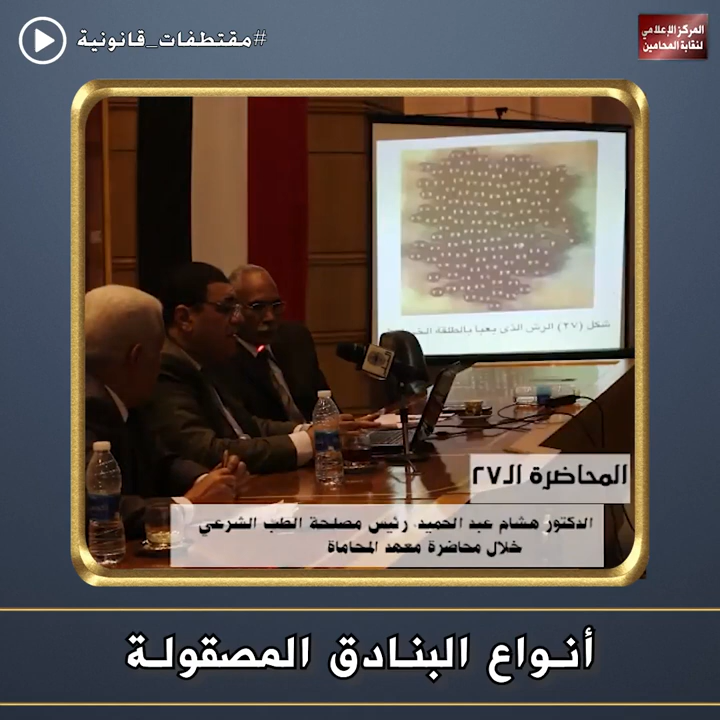 #مقتطفات_قانونية
المركز الإعلامي
لنقابة المحامين
شكل (٢٧) الرش الذى يعبأ بالطلقة
المحاضرة الـ٢٧
الدكتور هشام عبد الحميد، رئيس مصلحة الطب الشرعي
خلال محاضرة معهد المحاماة
أنواع البنادق المصقولة